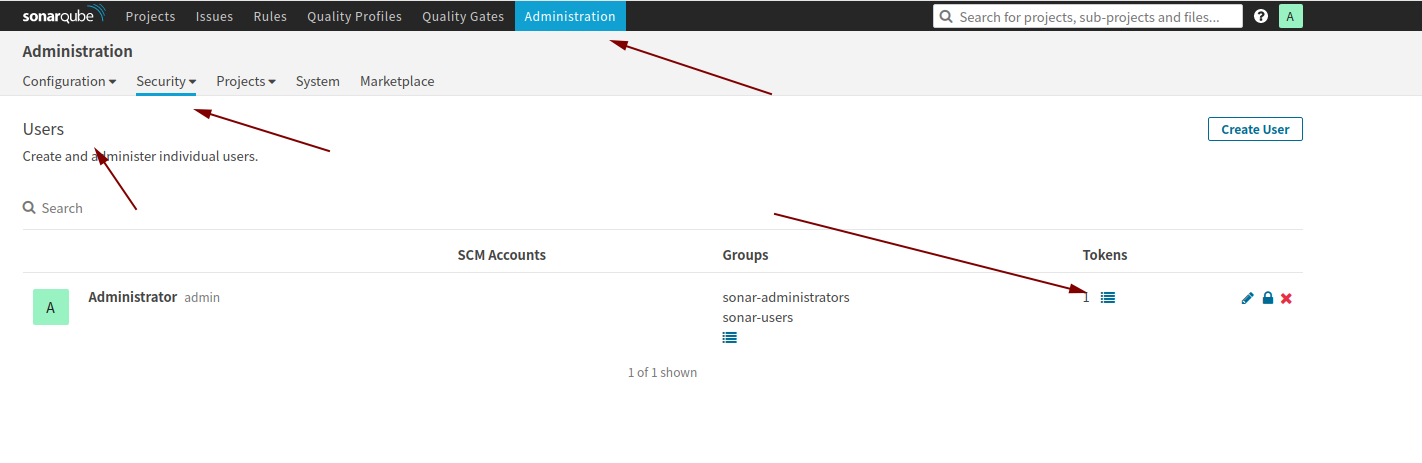 sonarqube Projects Issues Rules Quality Profiles Quality Gates Administration Search for projects, sub-projects and files... ? A
Administration
Configuration Security Projects System Marketplace
Users Create User
Create and administer individual users.
Search
SCM Accounts Groups Tokens
A Administrator admin sonar-administrators 1
sonar-users
1 of 1 shown